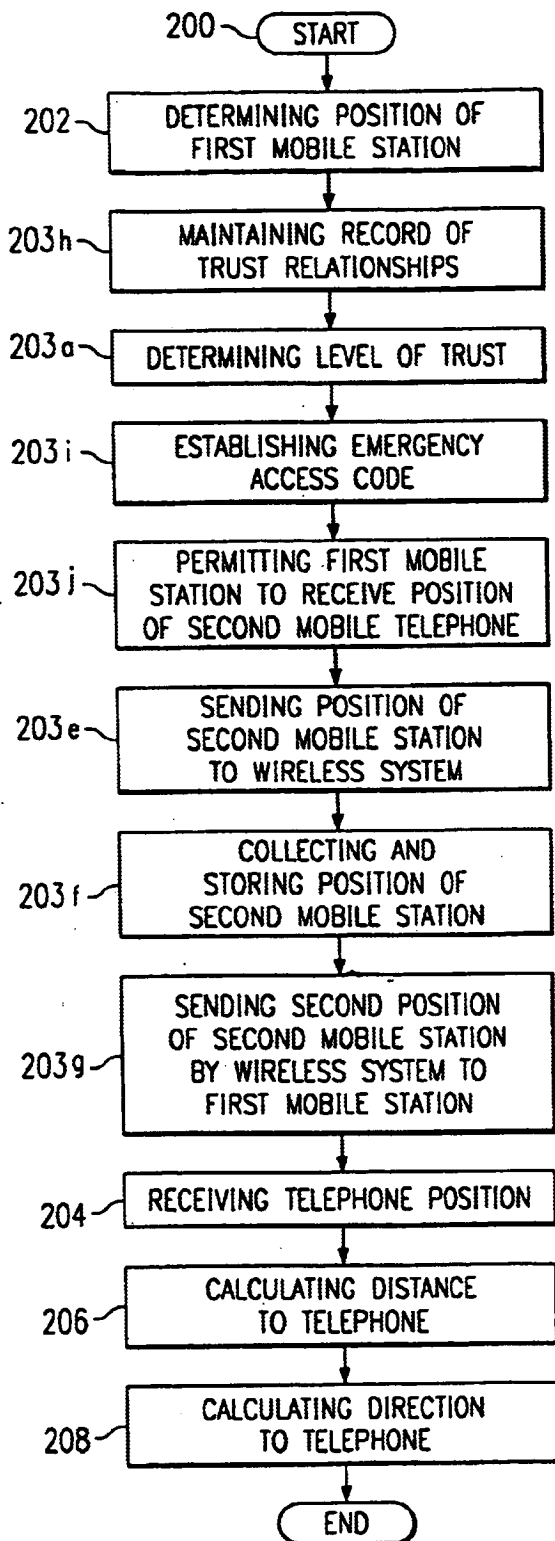 200 START
202 DETERMINING POSITION OF
FIRST MOBILE STATION
203h MAINTAINING RECORD OF
TRUST RELATIONSHIPS
203a DETERMINING LEVEL OF TRUST
203i ESTABLISHING EMERGENCY
ACCESS CODE
203j PERMITTING FIRST MOBILE
STATION TO RECEIVE POSITION
OF SECOND MOBILE TELEPHONE
203e SENDING POSITION OF
SECOND MOBILE STATION
TO WIRELESS SYSTEM
203f COLLECTING AND
STORING POSITION OF
SECOND MOBILE STATION
203g SENDING SECOND POSITION
OF SECOND MOBILE STATION
BY WIRELESS SYSTEM TO
FIRST MOBILE STATION
204 RECEIVING TELEPHONE POSITION
206 CALCULATING DISTANCE
TO TELEPHONE
208 CALCULATING DIRECTION
TO TELEPHONE
END